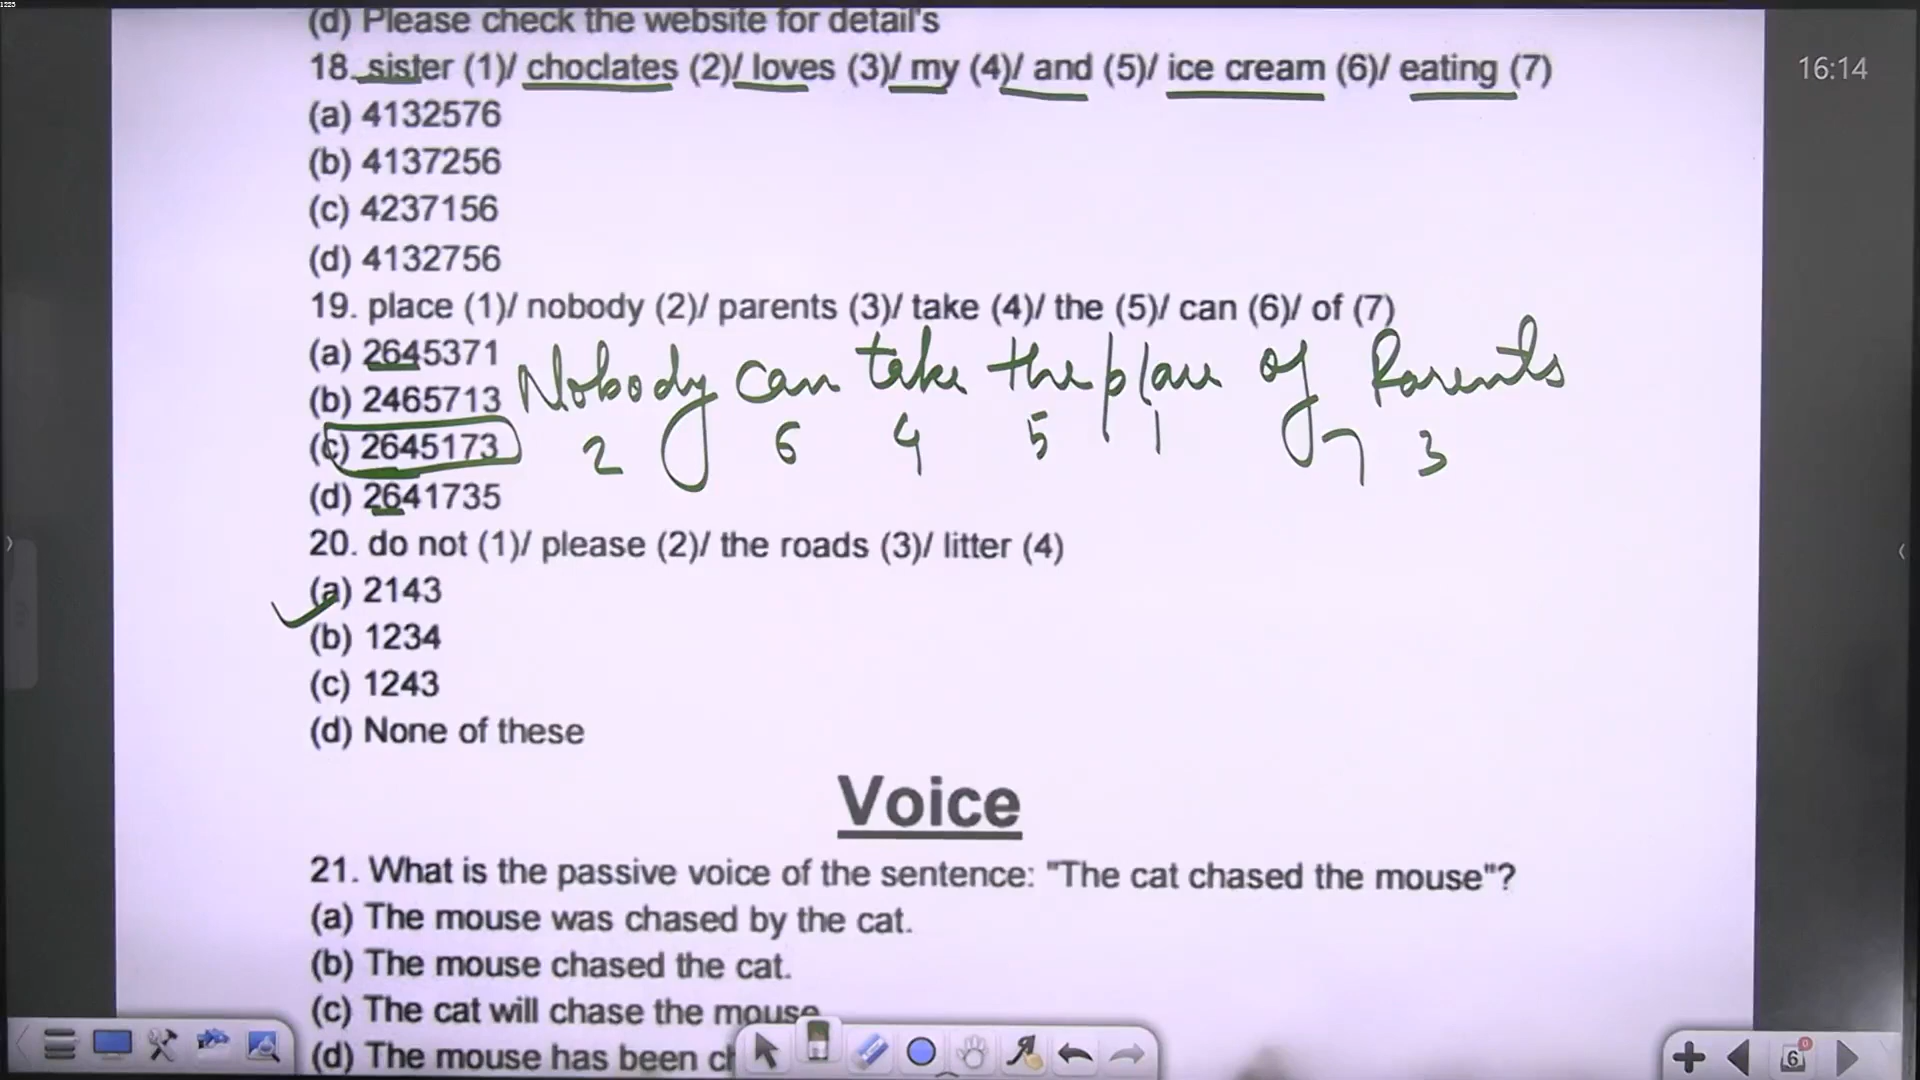 1225
(d) Please check the website for detail's
18. sister (1)/ choclates (2)/ loves (3)/ my (4)/ and (5)/ ice cream (6)/ eating (7)
16:14
(a) 4132576
(b) 4137256
(c) 4237156
(d) 4132756
19. place (1)/ nobody (2)/ parents (3)/ take (4)/ the (5)/ can (6)/ of (7)
(a) 2645371
Nobody can take the place of Parents
(b) 2465713
(c) 2645173
2 6 4 5 1 7 3
(d) 2641735
20. do not (1)/ please (2)/ the roads (3)/ litter (4)
(a) 2143
(b) 1234
(c) 1243
(d) None of these
Voice
21. What is the passive voice of the sentence: "The cat chased the mouse"?
(a) The mouse was chased by the cat.
(b) The mouse chased the cat.
(c) The cat will chase the mouse
(d) The mouse has been ch
6